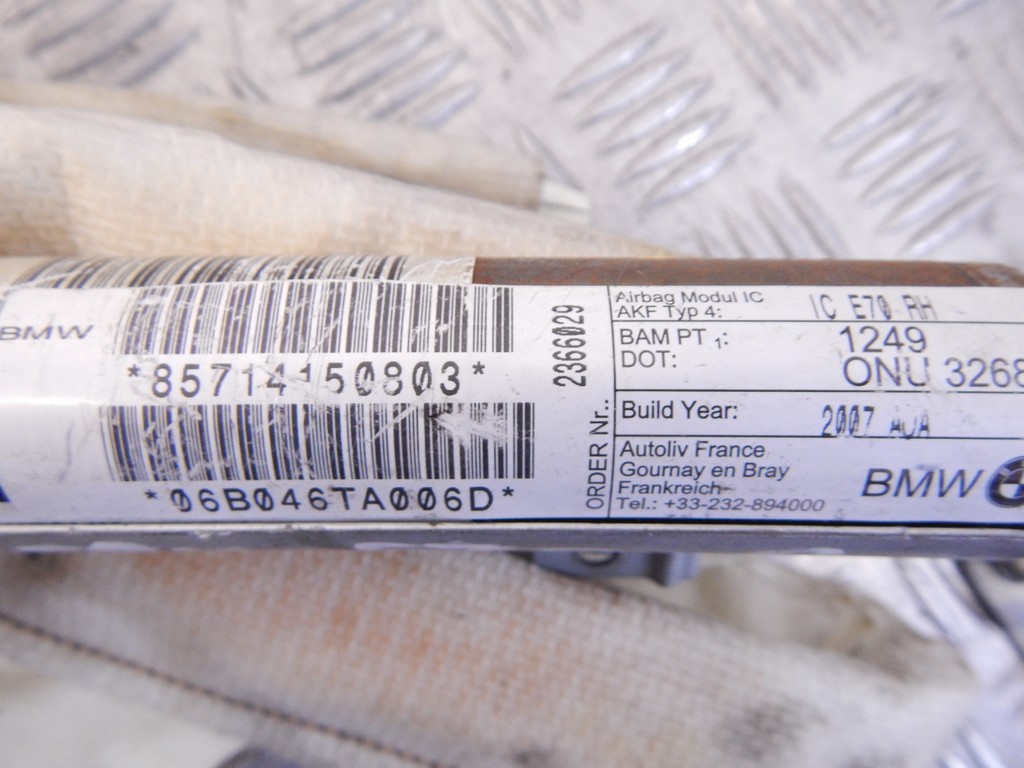 BMW
*85714150803*
*06B046TA006D*
2366029
ORDER Nr.:
Airbag Modul IC
AKF Typ 4: IC E70 RH
BAM PT 1: 1249
DOT: ONU 3268
Build Year: 2007
Autoliv France
Gournay en Bray
Frankreich
Tel.: +33-232-894000
BMW